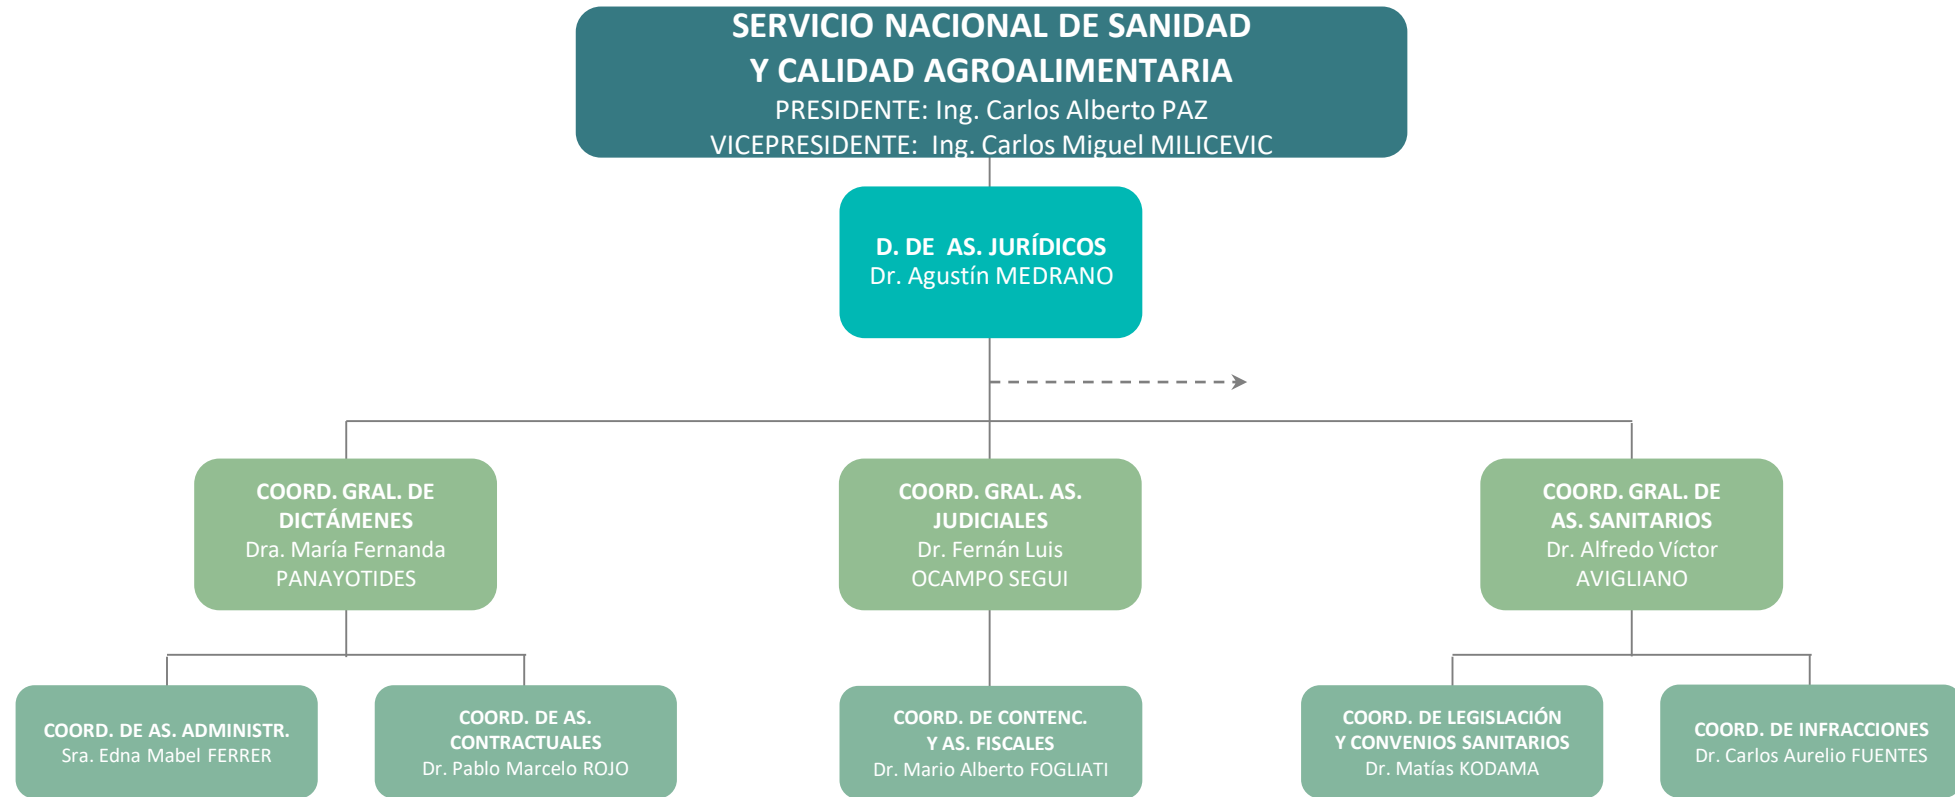 SERVICIO NACIONAL DE SANIDAD
Y CALIDAD AGROALIMENTARIA
PRESIDENTE: Ing. Carlos Alberto PAZ
VICEPRESIDENTE: Ing. Carlos Miguel MILICEVIC
D. DE AS. JURÍDICOS
Dr. Agustín MEDRANO
COORD. GRAL. DE
DICTÁMENES
Dra. María Fernanda
PANAYOTIDES
COORD. GRAL. AS.
JUDICIALES
Dr. Fernán Luis
OCAMPO SEGUI
COORD. GRAL. DE
AS. SANITARIOS
Dr. Alfredo Víctor
AVIGLIANO
COORD. DE AS. ADMINISTR.
Sra. Edna Mabel FERRER
COORD. DE AS.
CONTRACTUALES
Dr. Pablo Marcelo ROJO
COORD. DE CONTENC.
Y AS. FISCALES
Dr. Mario Alberto FOGLIATI
COORD. DE LEGISLACIÓN
Y CONVENIOS SANITARIOS
Dr. Matías KODAMA
COORD. DE INFRACCIONES
Dr. Carlos Aurelio FUENTES